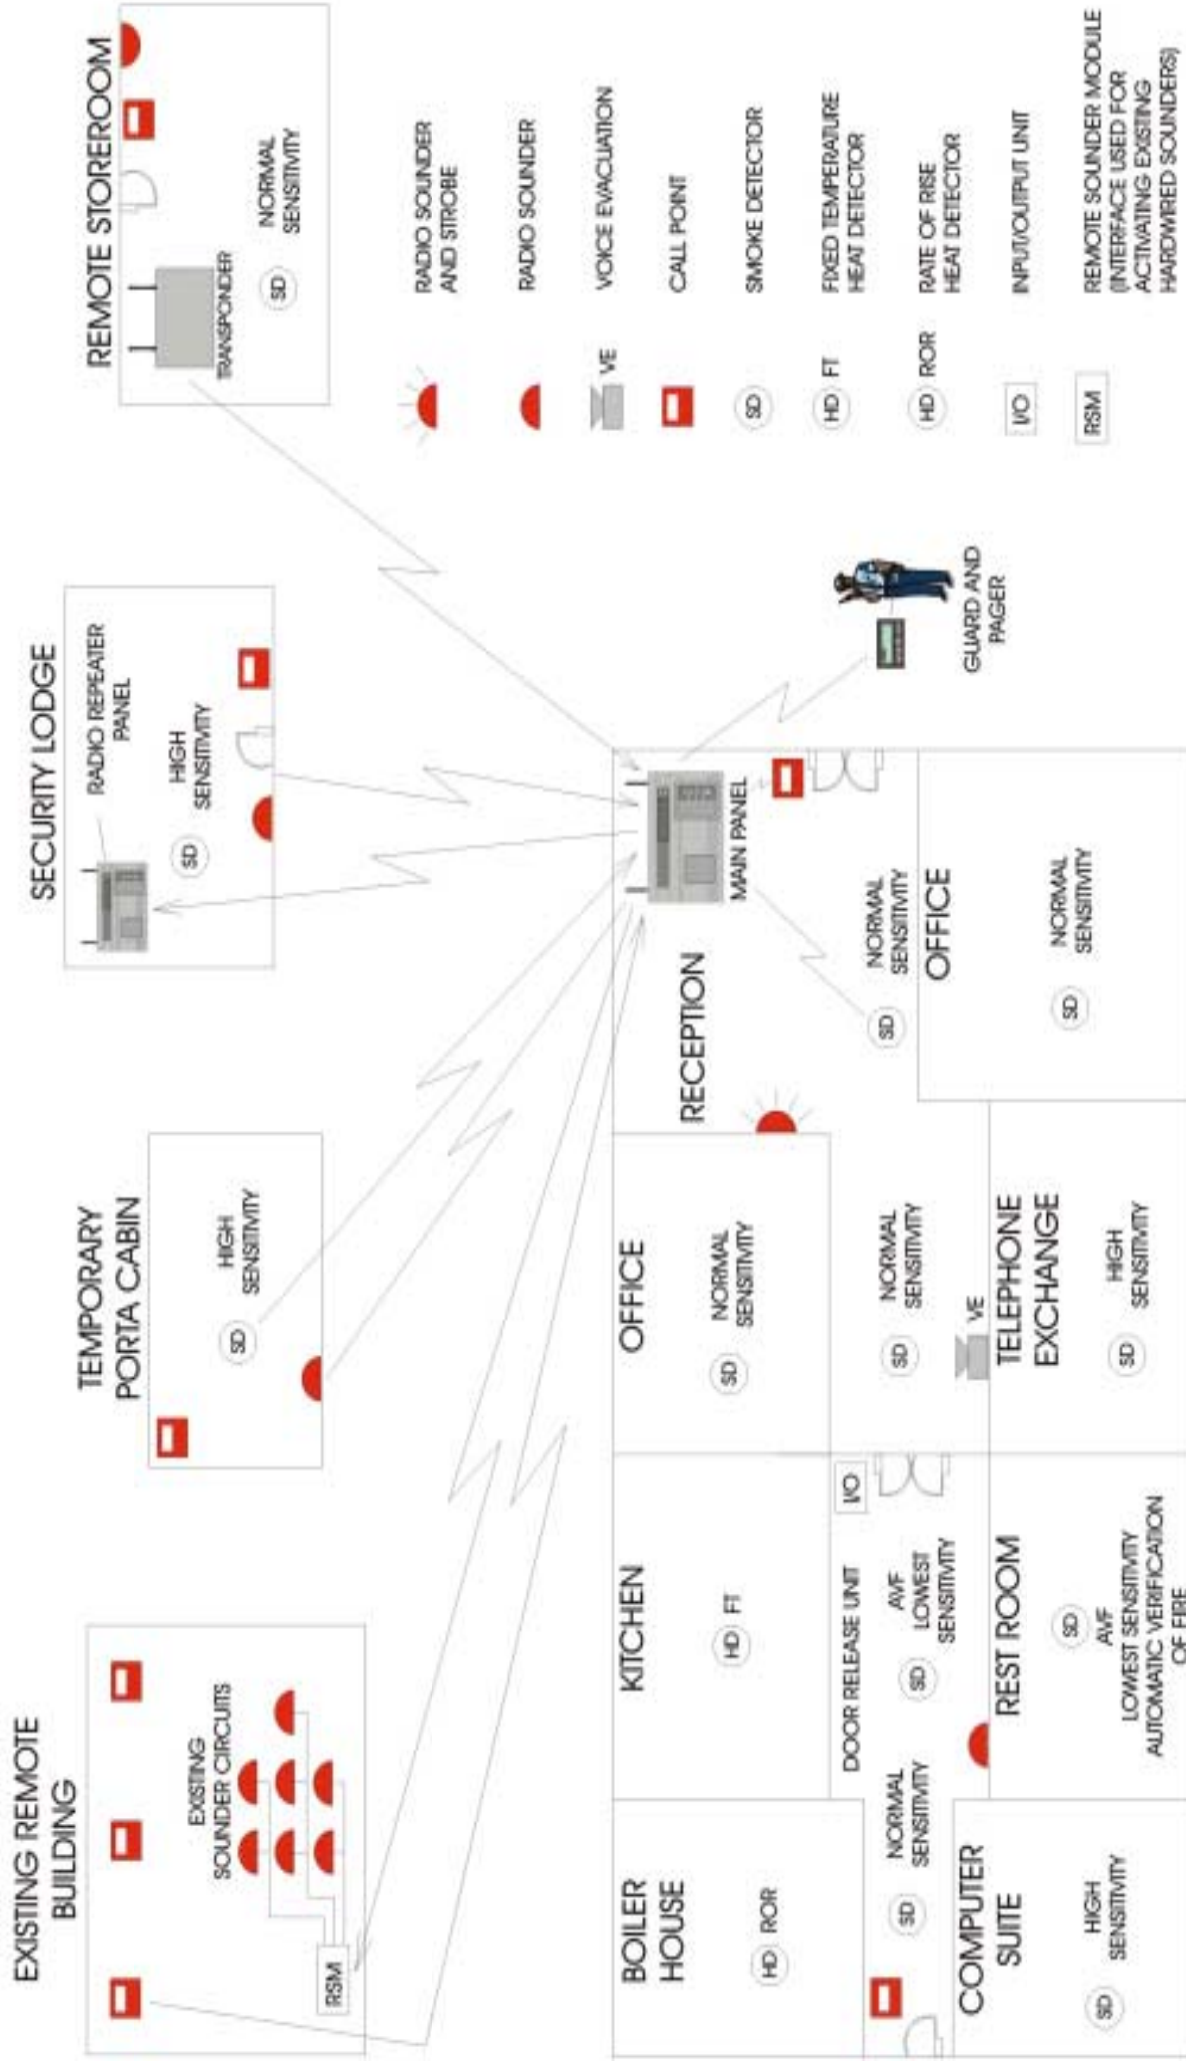 EXISTING REMOTE
BUILDING
EXISTING
SOUNDER CIRCUITS
RSM
TEMPORARY
PORTA CABIN
HIGH
SENSITIVITY
SD
SECURITY LODGE
RADIO REPEATER
PANEL
HIGH
SENSITIVITY
SD
REMOTE STOREROOM
TRANSPONDER
NORMAL
SENSITIVITY
SD
BOILER
HOUSE
HD ROR
KITCHEN
HD FT
OFFICE
NORMAL
SENSITIVITY
SD
RECEPTION
MAIN PANEL
NORMAL
SENSITIVITY
SD
GUARD AND
PAGER
DOOR RELEASE UNIT
I/O
NORMAL
SENSITIVITY
SD
AVF
LOWEST
SENSITIVITY
SD
NORMAL
SENSITIVITY
SD
VE
COMPUTER
SUITE
HIGH
SENSITIVITY
SD
REST ROOM
SD
AVF
LOWEST SENSITIVITY
AUTOMATIC VERIFICATION
OF FIRE
TELEPHONE
EXCHANGE
HIGH
SENSITIVITY
SD
OFFICE
NORMAL
SENSITIVITY
SD
RADIO SOUNDER
AND STROBE
RADIO SOUNDER
VE VOICE EVACUATION
CALL POINT
SD SMOKE DETECTOR
HD FT FIXED TEMPERATURE
HEAT DETECTOR
HD ROR RATE OF RISE
HEAT DETECTOR
I/O INPUT/OUTPUT UNIT
RSM REMOTE SOUNDER MODULE
(INTERFACE USED FOR
ACTIVATING EXISTING
HARDWIRED SOUNDERS)